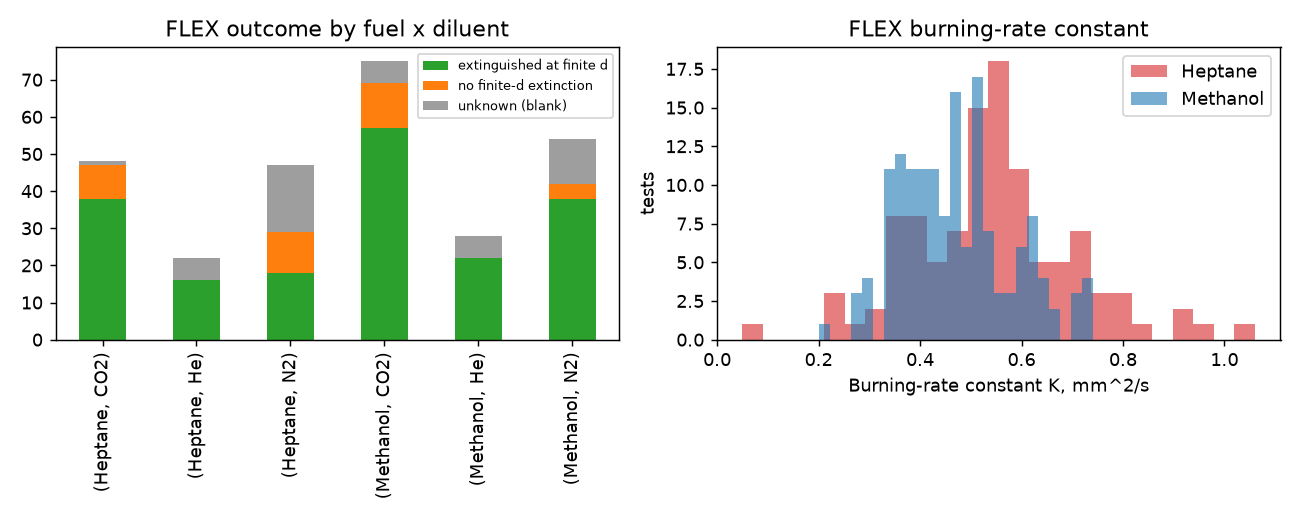 FLEX outcome by fuel x diluent
extinguished at finite d
no finite-d extinction
unknown (blank)
70
60
50
40
30
20
10
0
(Heptane, CO2)
(Heptane, He)
(Heptane, N2)
(Methanol, CO2)
(Methanol, He)
(Methanol, N2)
FLEX burning-rate constant
Heptane
Methanol
tests
17.5
15.0
12.5
10.0
7.5
5.0
2.5
0.0
0.0 0.2 0.4 0.6 0.8 1.0
Burning-rate constant K, mm^2/s